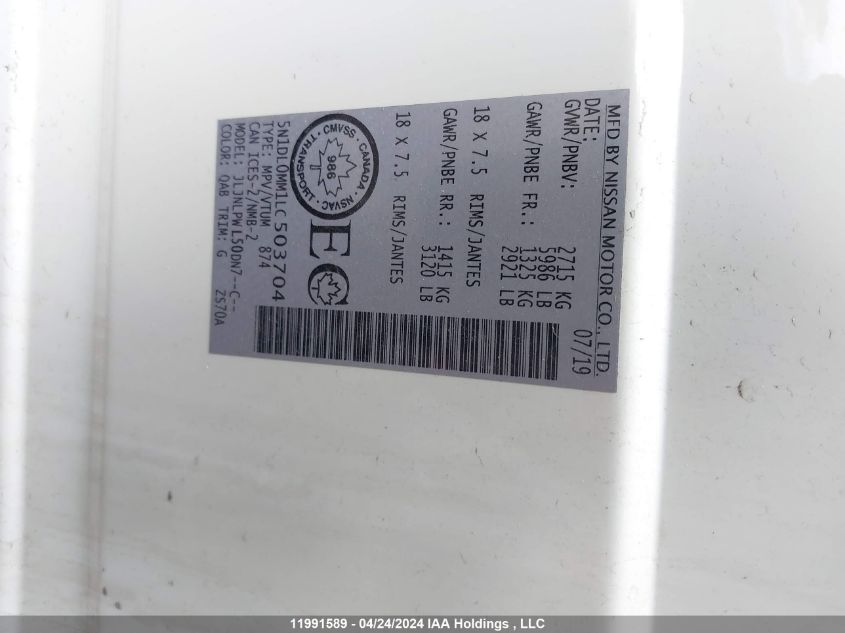 MFD BY NISSAN MOTOR CO., LTD.
DATE: 07/19
GVWR/PNBV: 2715 KG
5986 LB
GAWR/PNBE FR.: 1325 KG
2921 LB
18 X 7.5 RIMS/JANTES
GAWR/PNBE RR.: 1415 KG
3120 LB
18 X 7.5 RIMS/JANTES
CMVSS · CANADA · NSVAC · TRANSPORT ·
986
EC
5N1DL0MM1LC503704
TYPE: MPV/VTUM 874
CAN ICES-2/NMB-2
MODEL: JLJNLPW L50DN7--C--
COLOR: QAB TRIM: G 2S70A
11991589 - 04/24/2024 IAA Holdings , LLC